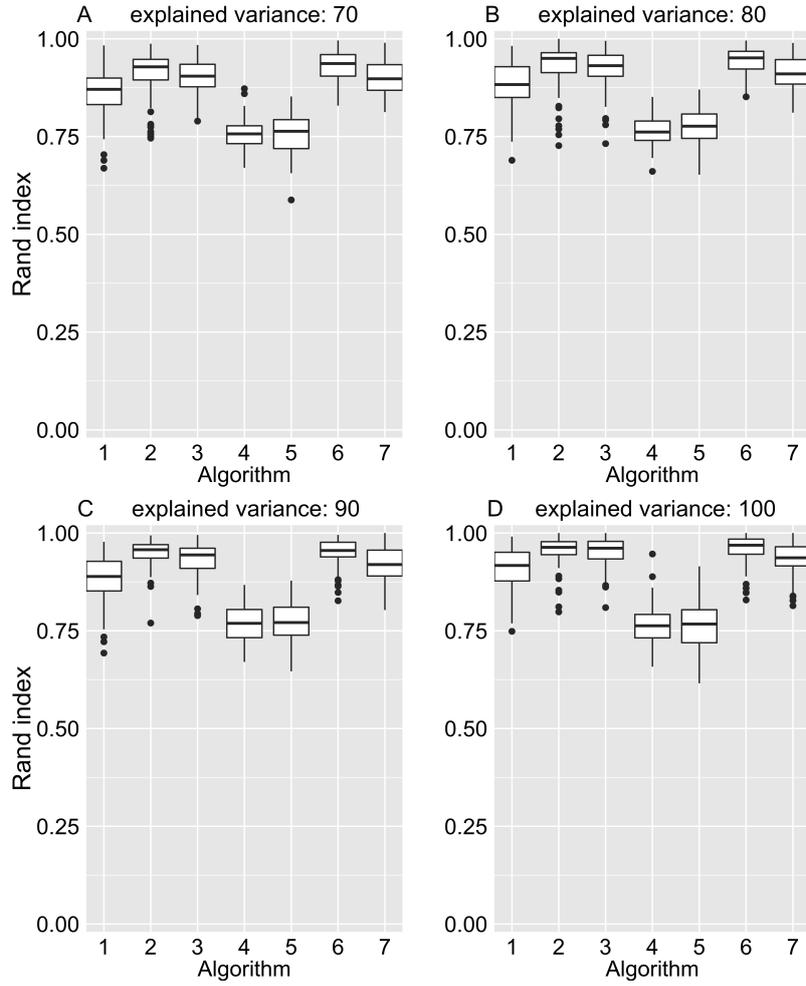 A explained variance: 70
Rand index
1.00
0.75
0.50
0.25
0.00
1 2 3 4 5 6 7
Algorithm
B explained variance: 80
1.00
0.75
0.50
0.25
0.00
1 2 3 4 5 6 7
Algorithm
C explained variance: 90
Rand index
1.00
0.75
0.50
0.25
0.00
1 2 3 4 5 6 7
Algorithm
D explained variance: 100
1.00
0.75
0.50
0.25
0.00
1 2 3 4 5 6 7
Algorithm